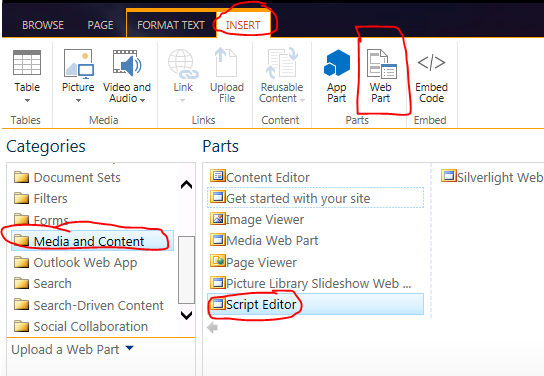 BROWSE PAGE FORMAT TEXT INSERT
Table Picture Video and Audio Link Upload File Reusable Content App Part Web Part Embed Code
Tables Media Links Content Parts Embed
Categories
Document Sets
Filters
Forms
Media and Content
Outlook Web App
Search
Search-Driven Content
Social Collaboration
Upload a Web Part
Parts
Content Editor
Get started with your site
Image Viewer
Media Web Part
Page Viewer
Picture Library Slideshow Web ...
Script Editor
Silverlight Web